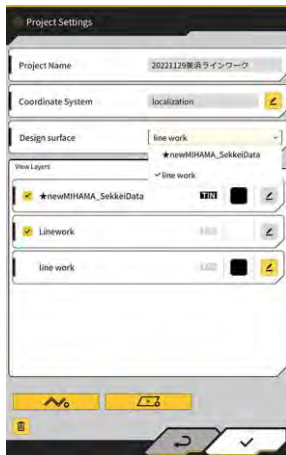 Project Settings
Project Name 20221129美浜ラインワーク
Coordinate System localization
Design surface line work
★newMIHAMA_SekkeiData
✓line work
View Layers
★newMIHAMA_SekkeiData TIN
Linework
line work